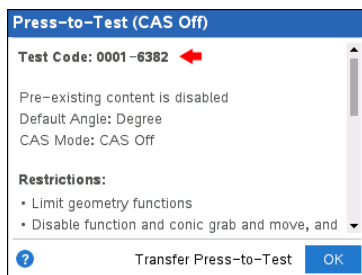 Press-to-Test (CAS Off)
Test Code: 0001-6382
Pre-existing content is disabled
Default Angle: Degree
CAS Mode: CAS Off
Restrictions:
• Limit geometry functions
• Disable function and conic grab and move, and
? Transfer Press-to-Test OK